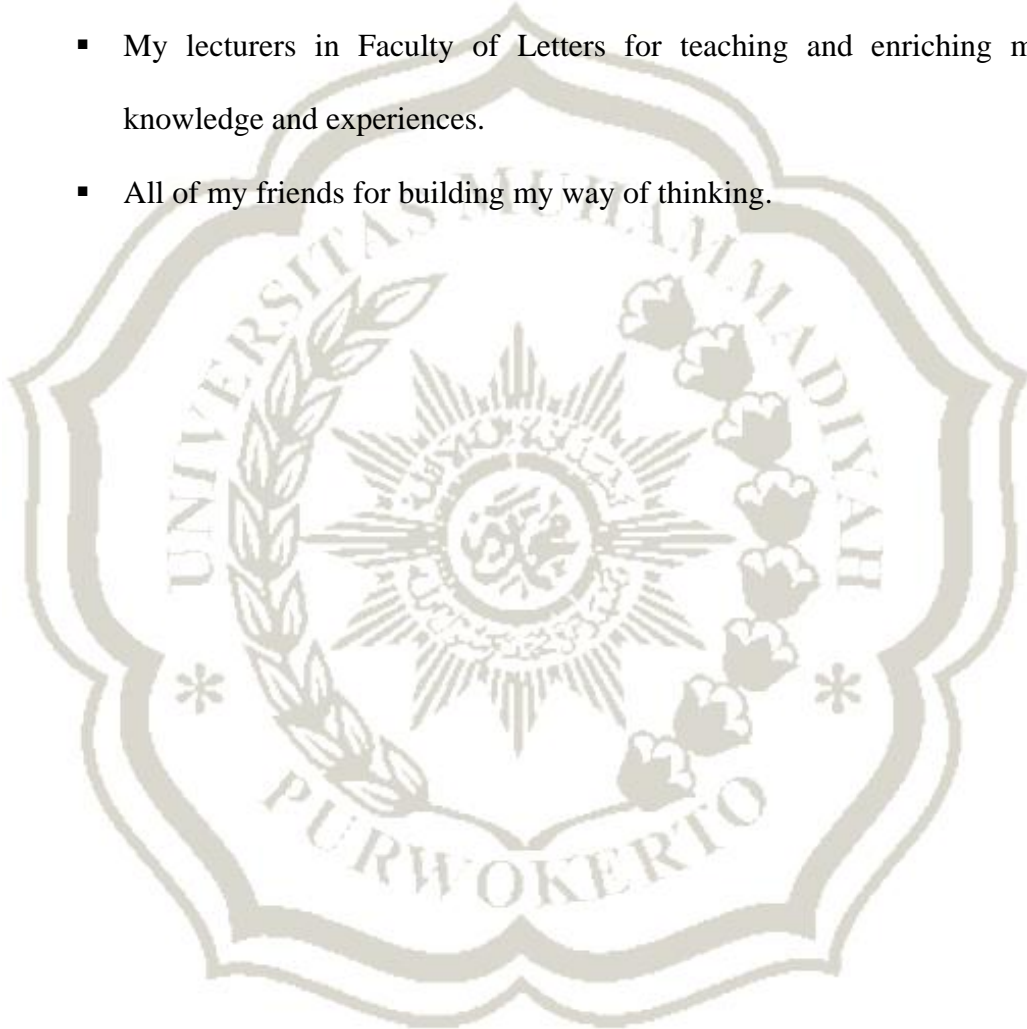 ▪ My lecturers in Faculty of Letters for teaching and enriching m
knowledge and experiences.
▪ All of my friends for building my way of thinking.
UNIVERSITAS MUHAMMADIYAH
PURWOKERTO